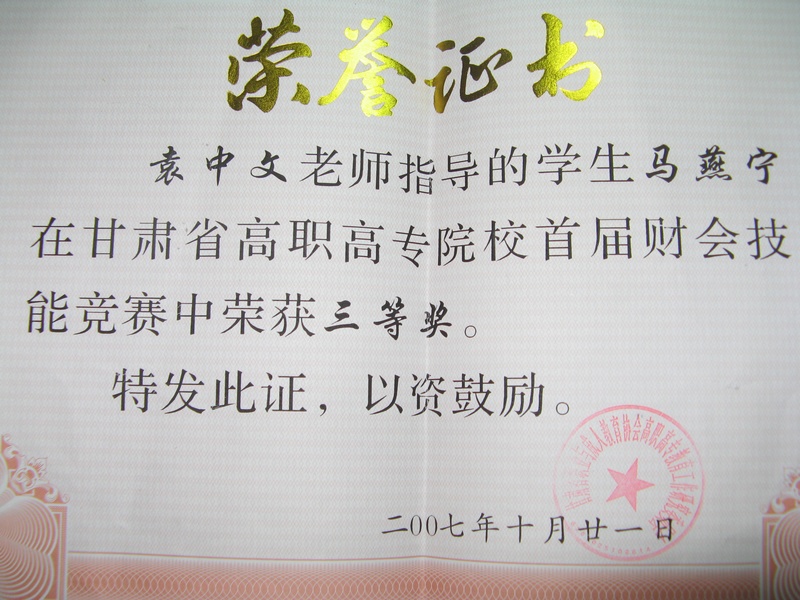 荣誉证书
袁中文老师指导的学生马燕宁
在甘肃省高职高专院校首届财会技
能竞赛中荣获三等奖。
特发此证，以资鼓励。
二00七年十月廿一日